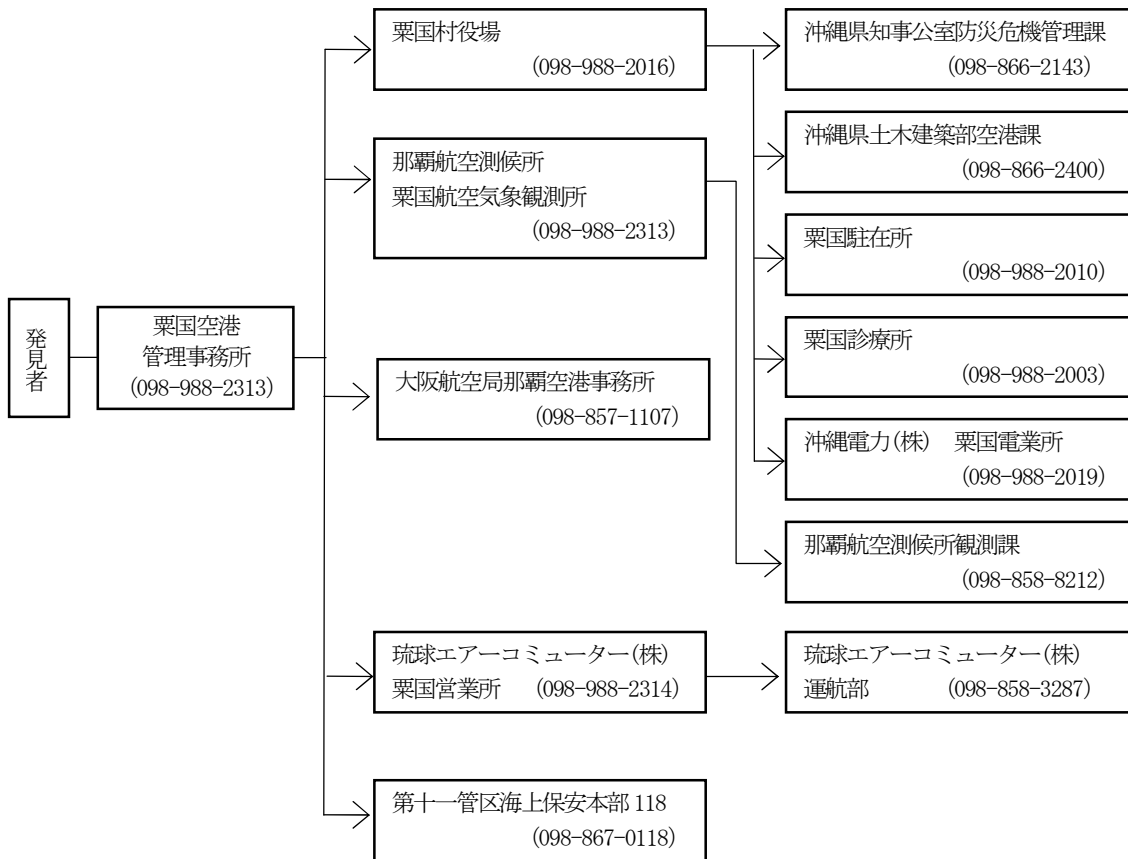 発見者
粟国空港
管理事務所
(098-988-2313)
粟国村役場
(098-988-2016)
那覇航空測候所
粟国航空気象観測所
(098-988-2313)
大阪航空局那覇空港事務所
(098-857-1107)
琉球エアーコミューター(株)
粟国営業所 (098-988-2314)
第十一管区海上保安本部 118
(098-867-0118)
沖縄県知事公室防災危機管理課
(098-866-2143)
沖縄県土木建築部空港課
(098-866-2400)
粟国駐在所
(098-988-2010)
粟国診療所
(098-988-2003)
沖縄電力(株) 粟国電業所
(098-988-2019)
那覇航空測候所観測課
(098-858-8212)
琉球エアーコミューター(株)
運航部 (098-858-3287)